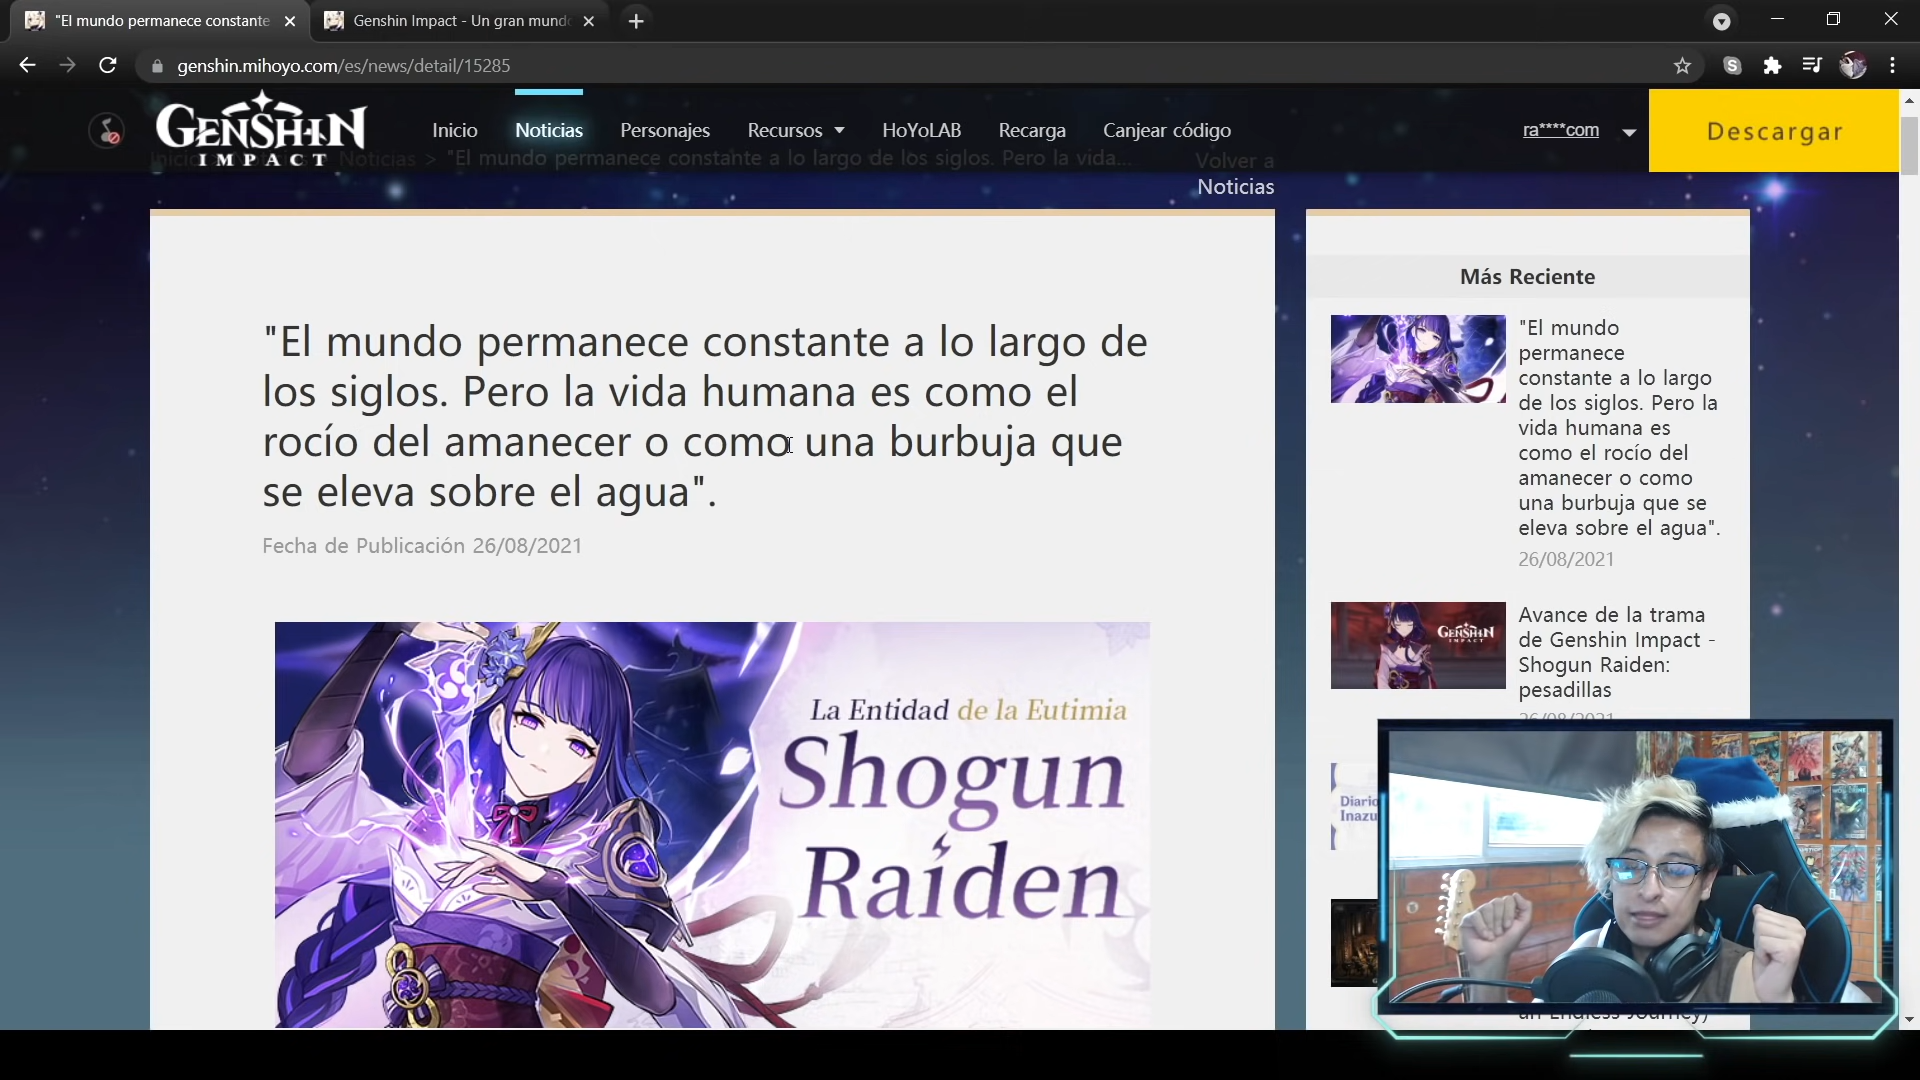 "El mundo permanece constante
Genshin Impact - Un gran mundo
genshin.mihoyo.com/es/news/detail/15285
GENSHIN
IMPACT
Inicio
Noticias
Personajes
Recursos
HoYoLAB
Recarga
Canjear código
ra****com
Descargar
Inicio > Noticias > "El mundo permanece constante a lo largo de los siglos. Pero la vida...
Volver a
Noticias
"El mundo permanece constante a lo largo de
los siglos. Pero la vida humana es como el
rocío del amanecer o como una burbuja que
se eleva sobre el agua".
Fecha de Publicación 26/08/2021
La Entidad de la Eutimia
Shogun
Raiden
Más Reciente
"El mundo
permanece
constante a lo largo
de los siglos. Pero la
vida humana es
como el rocío del
amanecer o como
una burbuja que se
eleva sobre el agua".
26/08/2021
GENSHIN
IMPACT
Avance de la trama
de Genshin Impact -
Shogun Raiden:
pesadillas
26/08/2021
Diario
Inazu
an Endless Journey)